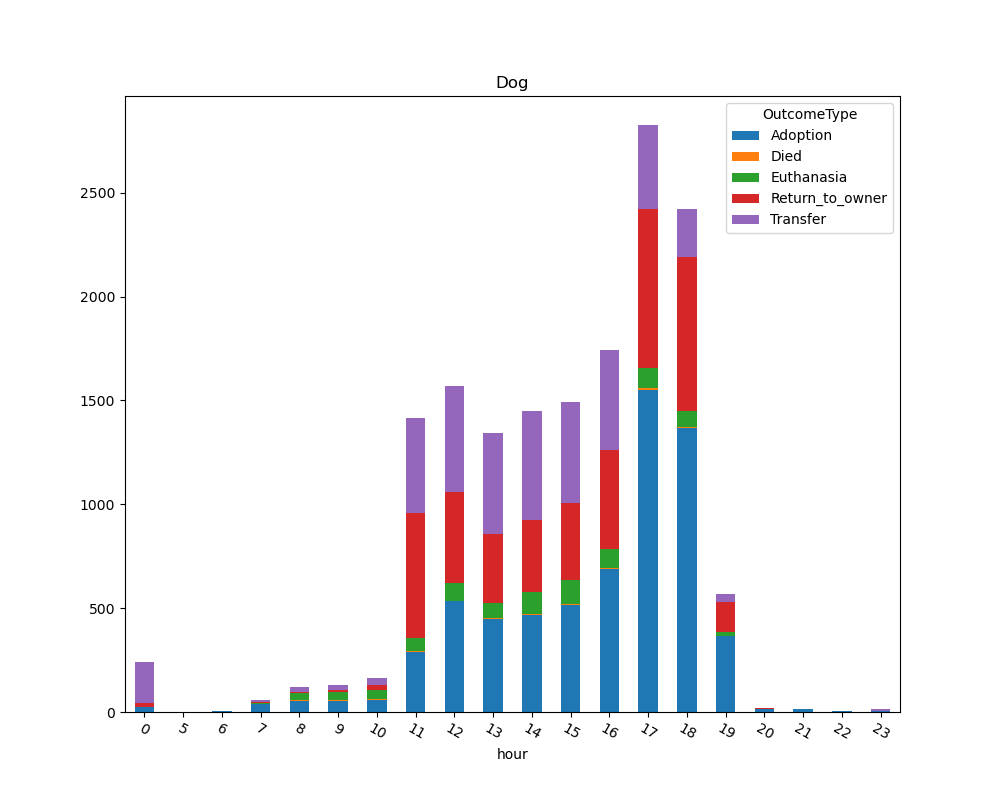 Dog
OutcomeType
Adoption
Died
Euthanasia
Return_to_owner
Transfer
2500
2000
1500
1000
500
0
0 5 6 7 8 9 10 11 12 13 14 15 16 17 18 19 20 21 22 23
hour